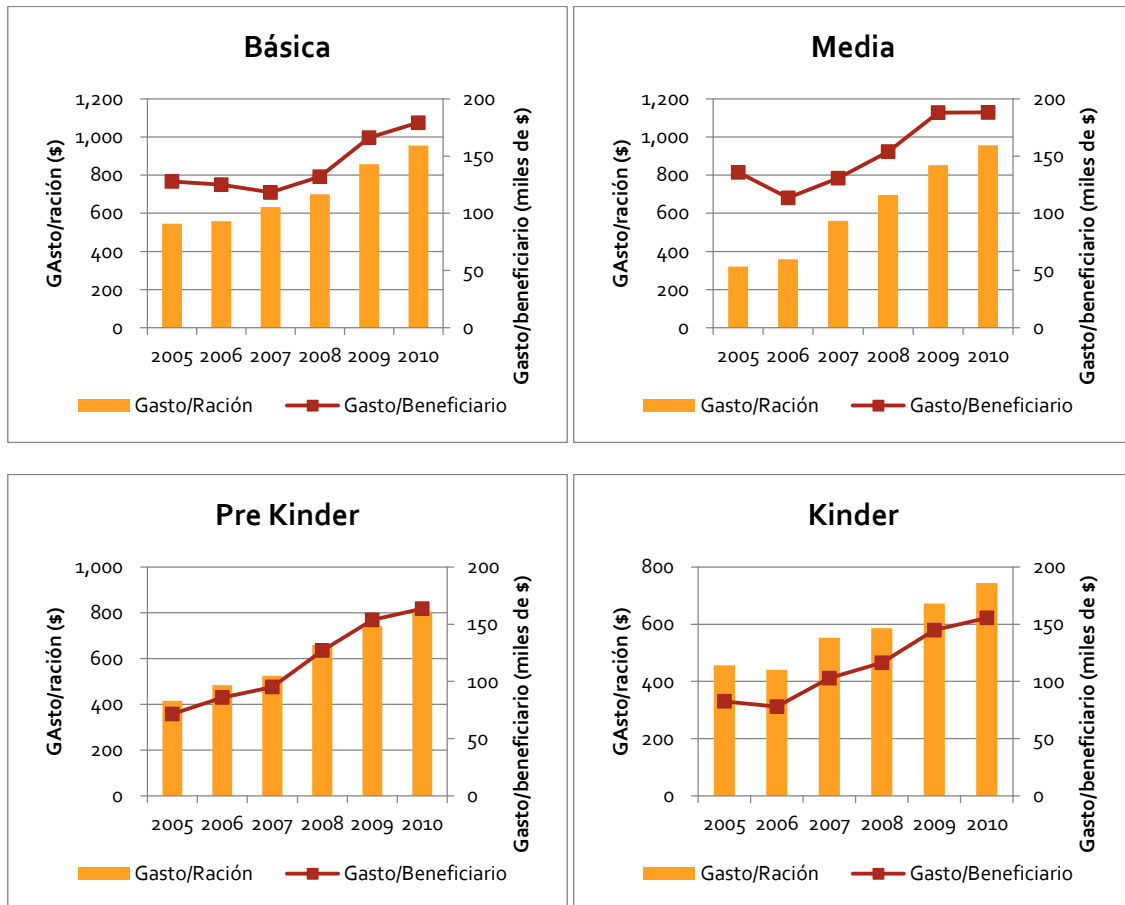 Básica
GAsto/ración ($)
1,200
1,000
800
600
400
200
0
200
150
100
50
0
Gasto/beneficiario (miles de $)
2005 2006 2007 2008 2009 2010
Gasto/Ración Gasto/Beneficiario
Media
GAsto/ración ($)
1,200
1,000
800
600
400
200
0
200
150
100
50
0
Gasto/beneficiario (miles de $)
2005 2006 2007 2008 2009 2010
Gasto/Ración Gasto/Beneficiario
Pre Kinder
GAsto/ración ($)
1,000
800
600
400
200
0
200
150
100
50
0
Gasto/beneficiario (miles de $)
2005 2006 2007 2008 2009 2010
Gasto/Ración Gasto/Beneficiario
Kinder
GAsto/ración ($)
800
600
400
200
0
200
150
100
50
0
Gasto/beneficiario (miles de $)
2005 2006 2007 2008 2009 2010
Gasto/Ración Gasto/Beneficiario